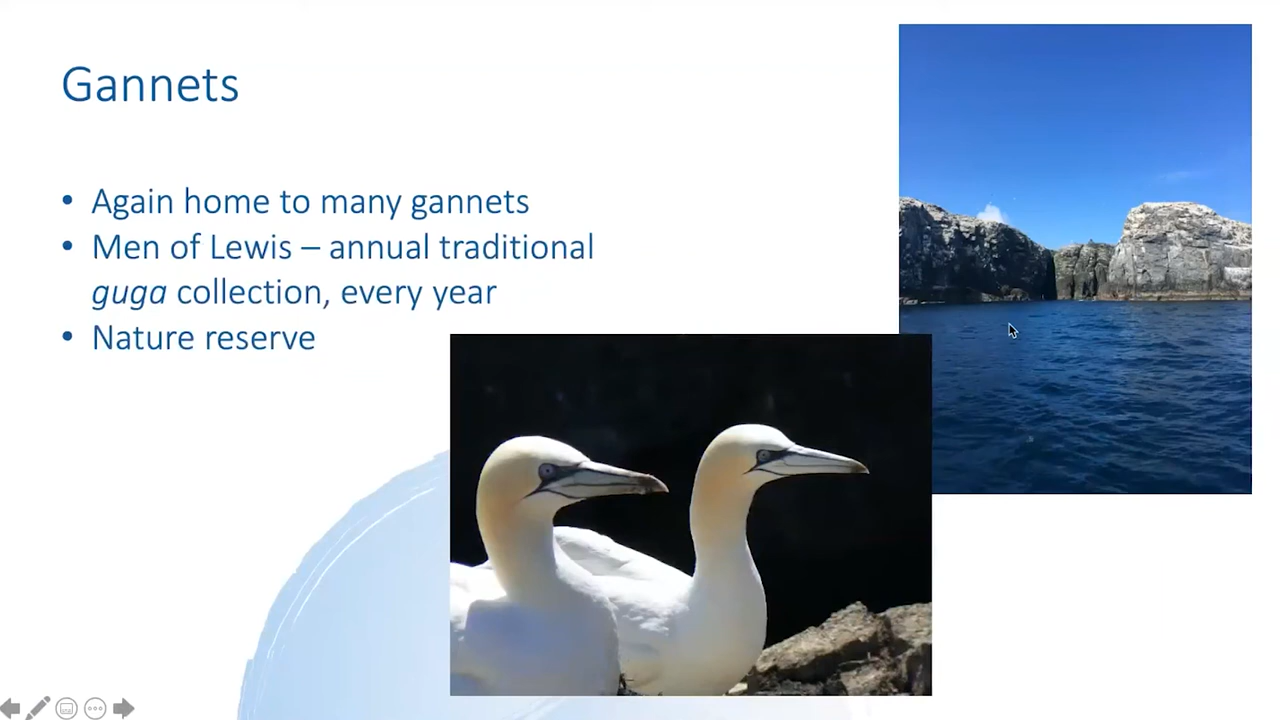 Gannets
• Again home to many gannets
• Men of Lewis – annual traditional
guga collection, every year
• Nature reserve